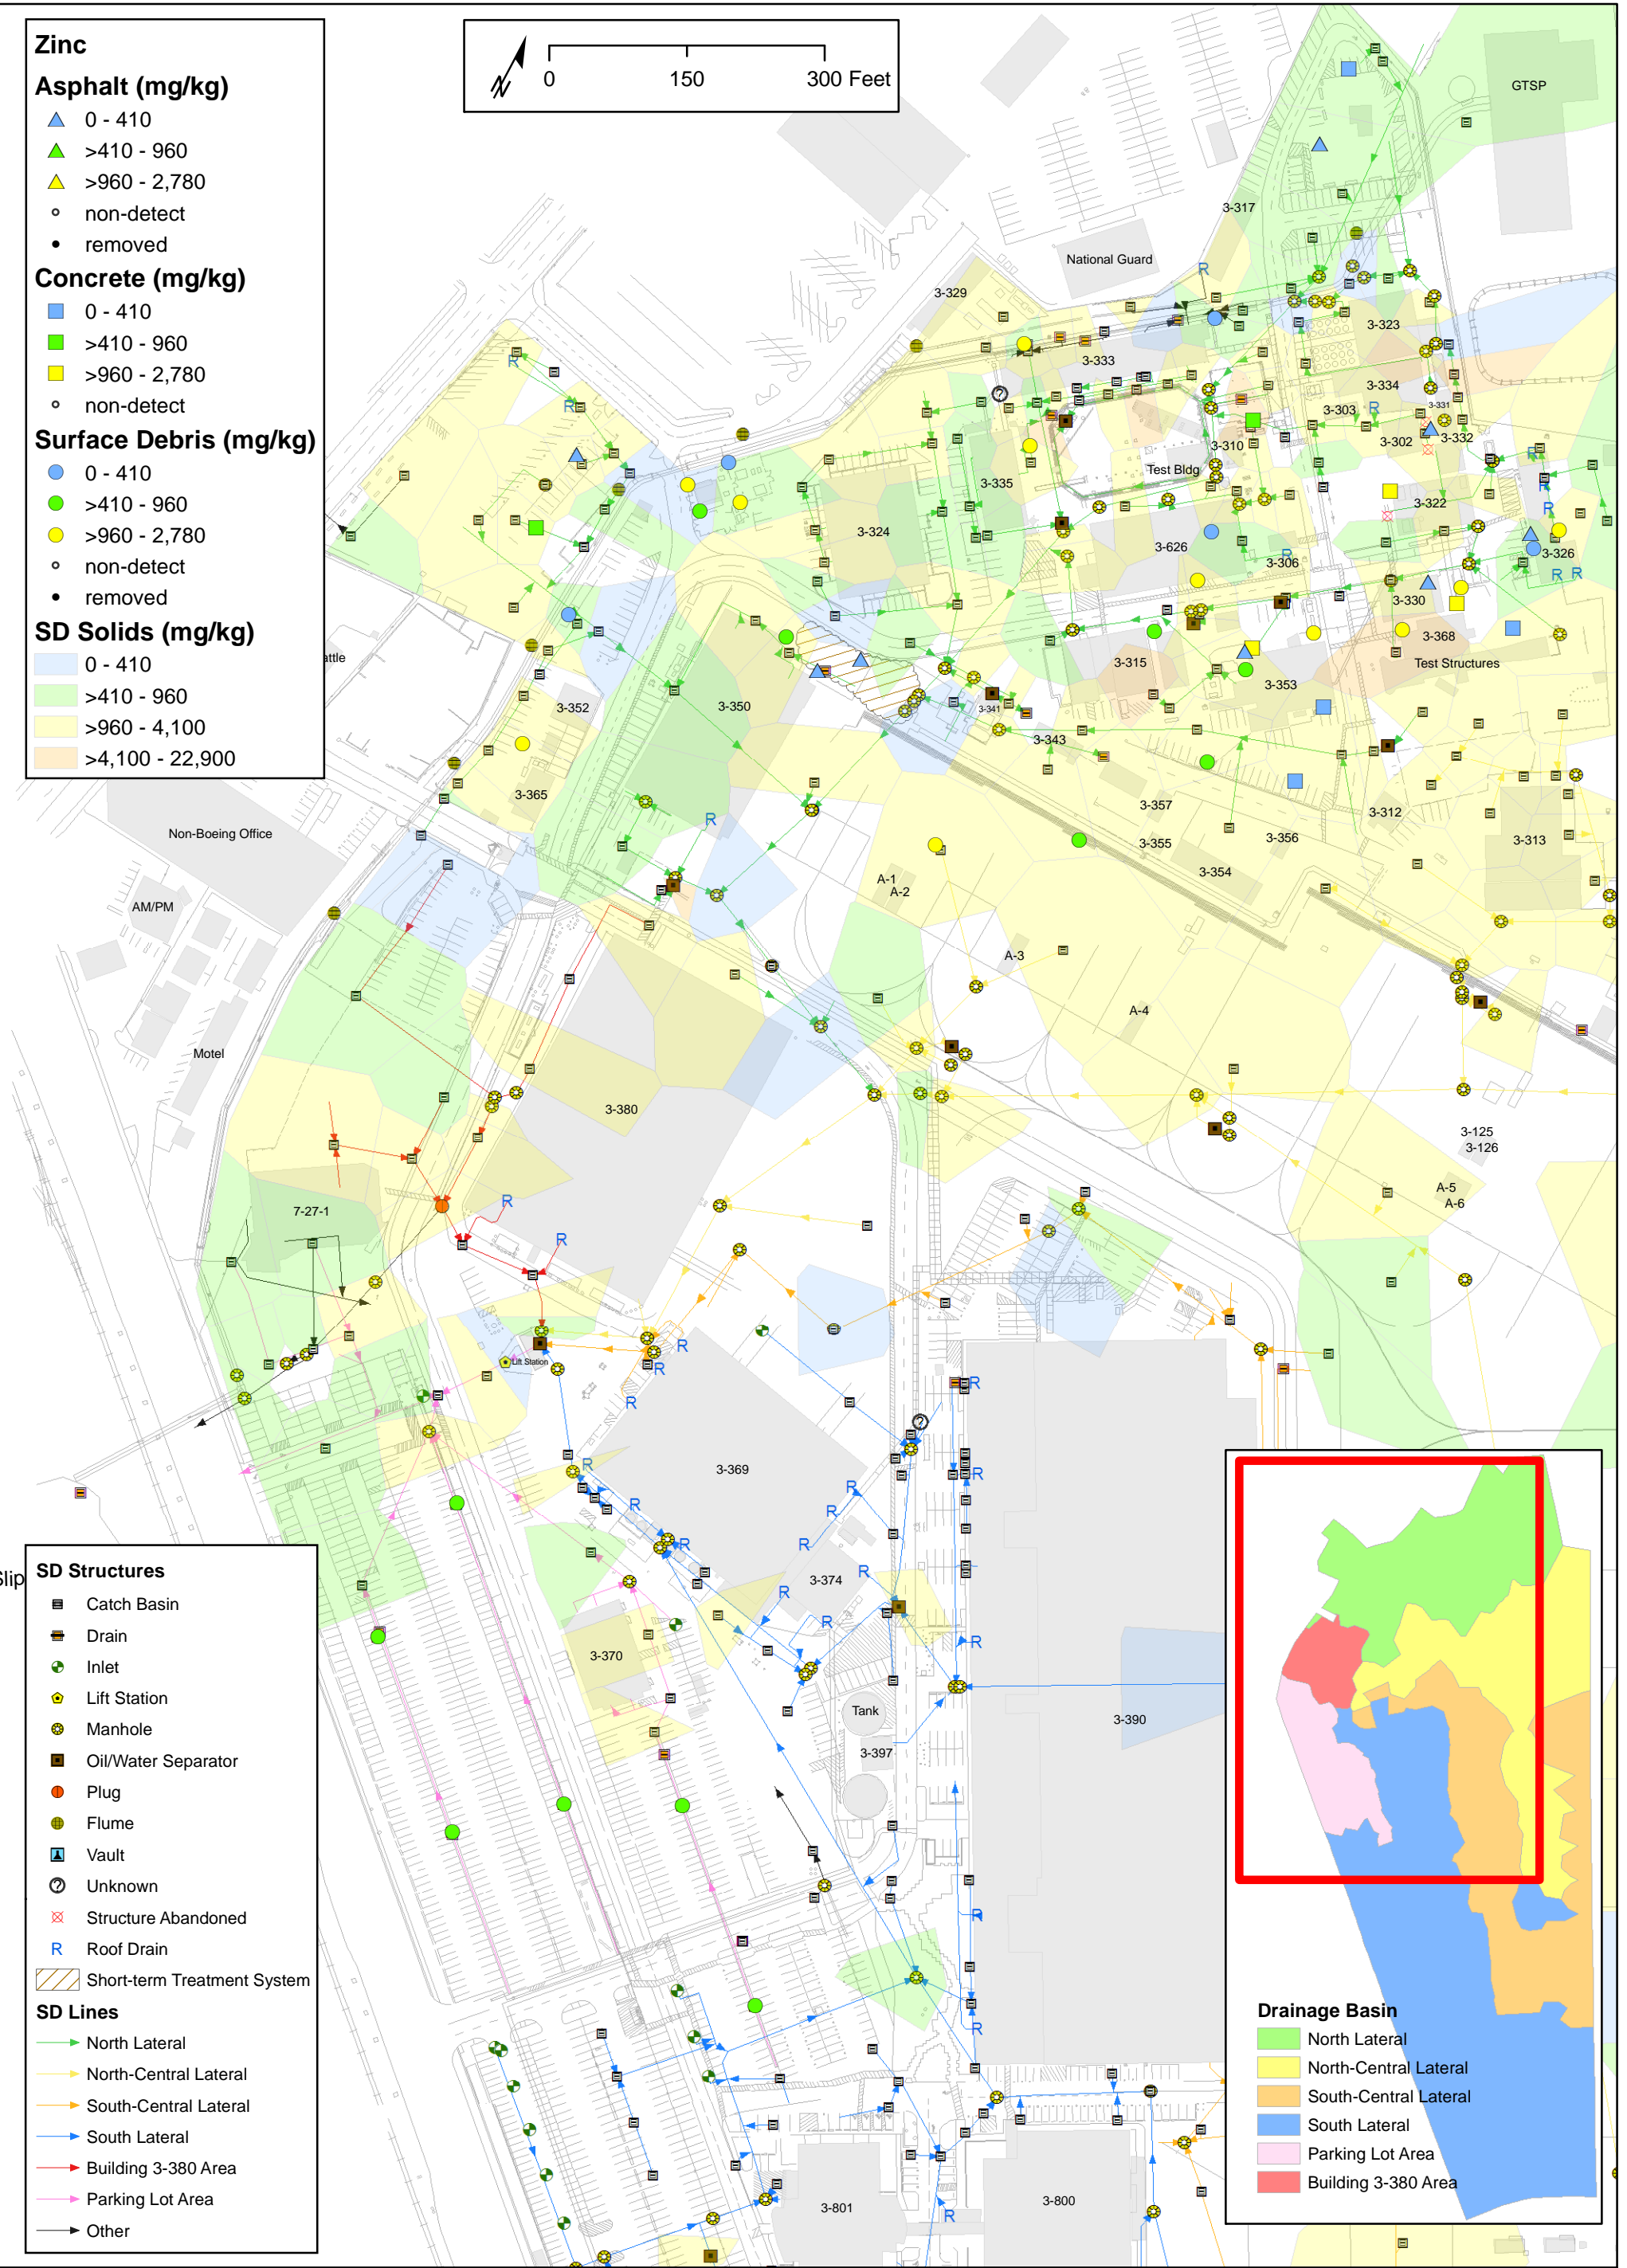 Zinc
Asphalt (mg/kg)
0 - 410
>410 - 960
>960 - 2,780
non-detect
removed
Concrete (mg/kg)
0 - 410
>410 - 960
>960 - 2,780
non-detect
Surface Debris (mg/kg)
0 - 410
>410 - 960
>960 - 2,780
non-detect
removed
SD Solids (mg/kg)
0 - 410
>410 - 960
>960 - 4,100
>4,100 - 22,900
0 150 300 Feet
GTSP
3-317
National Guard
R
3-329
3-323
3-333
3-334
3-303
R
3-331
3-302
3-332
3-310
Test Bldg
R
R
R
R
R
3-335
3-322
3-324
3-626
3-306
R
3-326
R R
3-330
3-368
Test Structures
3-315
3-353
attle
3-352
3-350
3-341
3-343
3-365
3-357
3-312
3-355
3-356
3-313
3-354
R
Non-Boeing Office
A-1
A-2
AM/PM
A-3
A-4
Motel
3-380
3-125
3-126
A-5
A-6
7-27-1
R
R
Lift Station
R
R
R
R
3-369
R
R
R
R
R
R
R
R
3-374
R
R
R
R
3-370
Tank
3-390
3-397
R
R
R
3-801
3-800
Slip
SD Structures
Catch Basin
Drain
Inlet
Lift Station
Manhole
Oil/Water Separator
Plug
Flume
Vault
Unknown
Structure Abandoned
R Roof Drain
Short-term Treatment System
SD Lines
North Lateral
North-Central Lateral
South-Central Lateral
South Lateral
Building 3-380 Area
Parking Lot Area
Other
Drainage Basin
North Lateral
North-Central Lateral
South-Central Lateral
South Lateral
Parking Lot Area
Building 3-380 Area